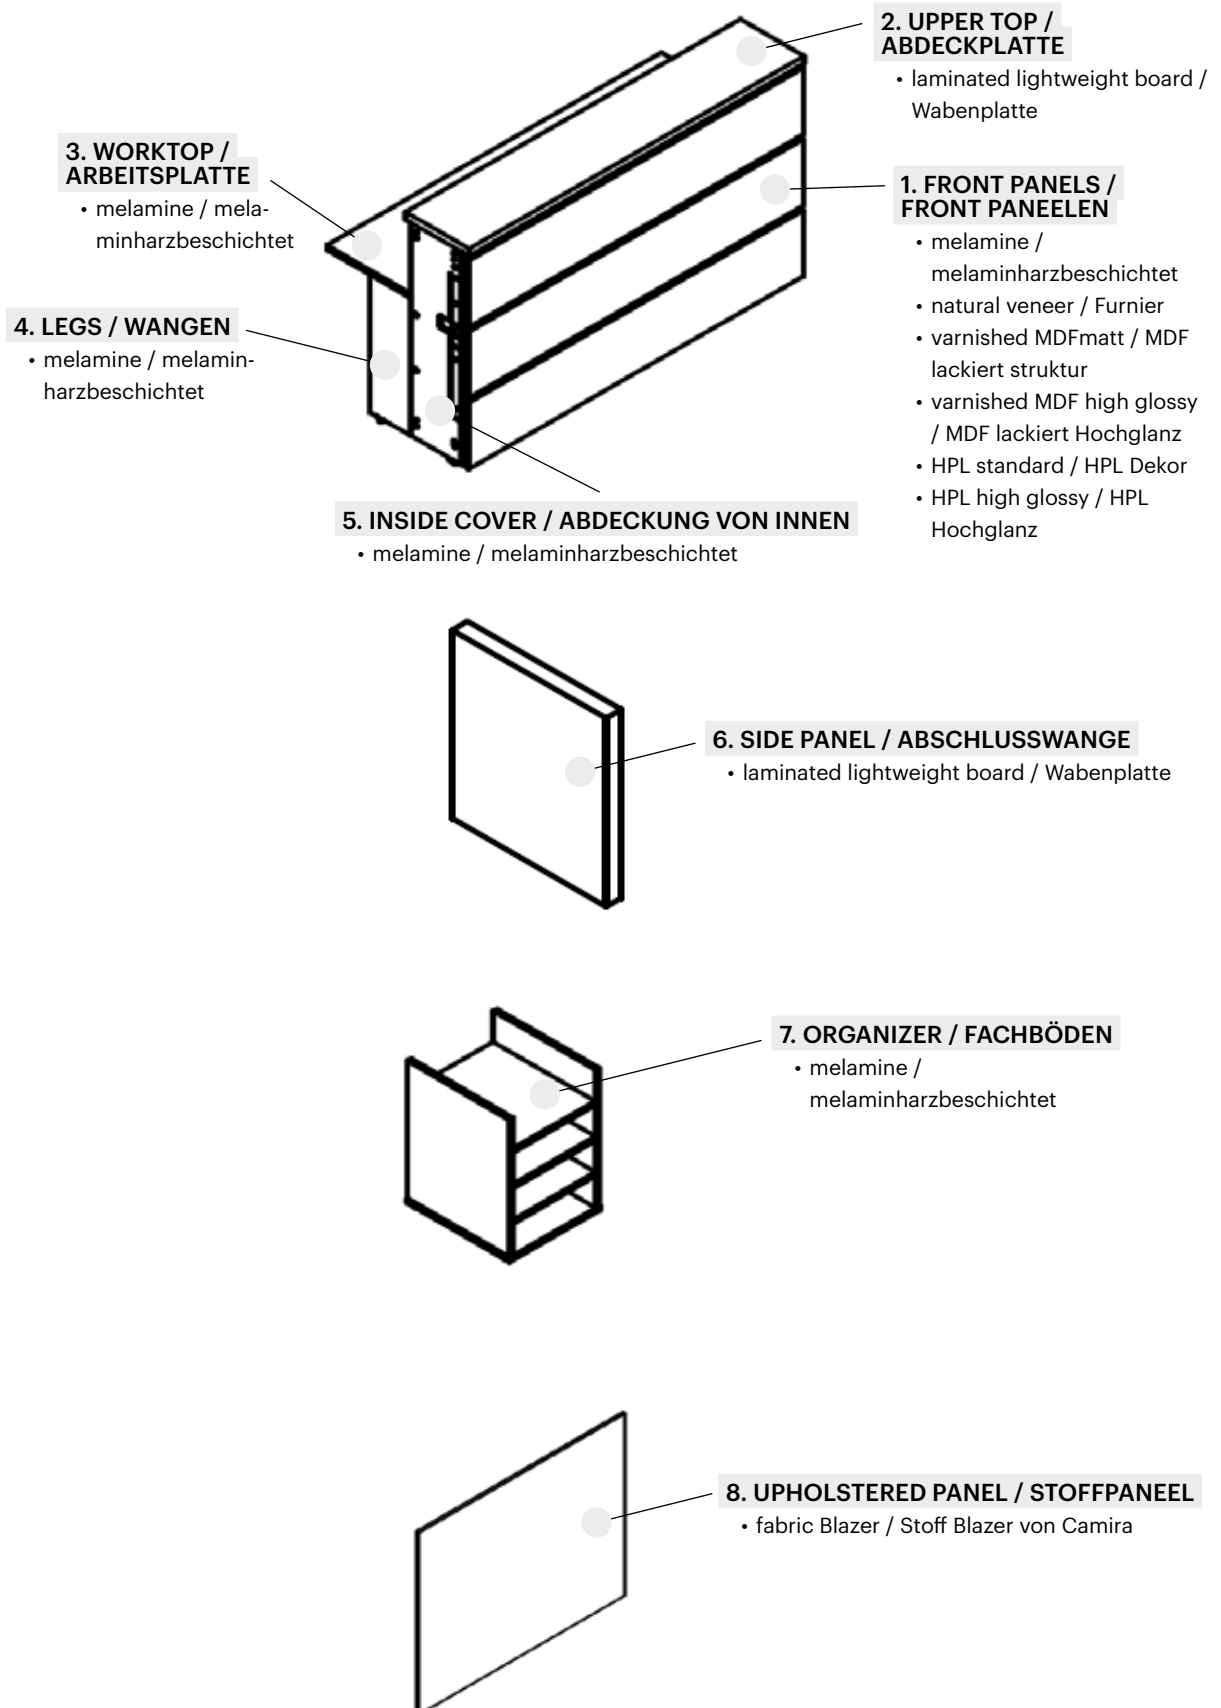 2. UPPER TOP /
ABDECKPLATTE
• laminated lightweight board /
Wabenplatte
3. WORKTOP /
ARBEITSPLATTE
• melamine / mela-
minharzbeschichtet
1. FRONT PANELS /
FRONT PANEELEN
• melamine /
melaminharzbeschichtet
• natural veneer / Furnier
• varnished MDFmatt / MDF
lackiert struktur
• varnished MDF high glossy
/ MDF lackiert Hochglanz
• HPL standard / HPL Dekor
• HPL high glossy / HPL
Hochglanz
4. LEGS / WANGEN
• melamine / melamin-
harzbeschichtet
5. INSIDE COVER / ABDECKUNG VON INNEN
• melamine / melaminharzbeschichtet
6. SIDE PANEL / ABSCHLUSSWANGE
• laminated lightweight board / Wabenplatte
7. ORGANIZER / FACHBÖDEN
• melamine /
melaminharzbeschichtet
8. UPHOLSTERED PANEL / STOFFPANEEL
• fabric Blazer / Stoff Blazer von Camira